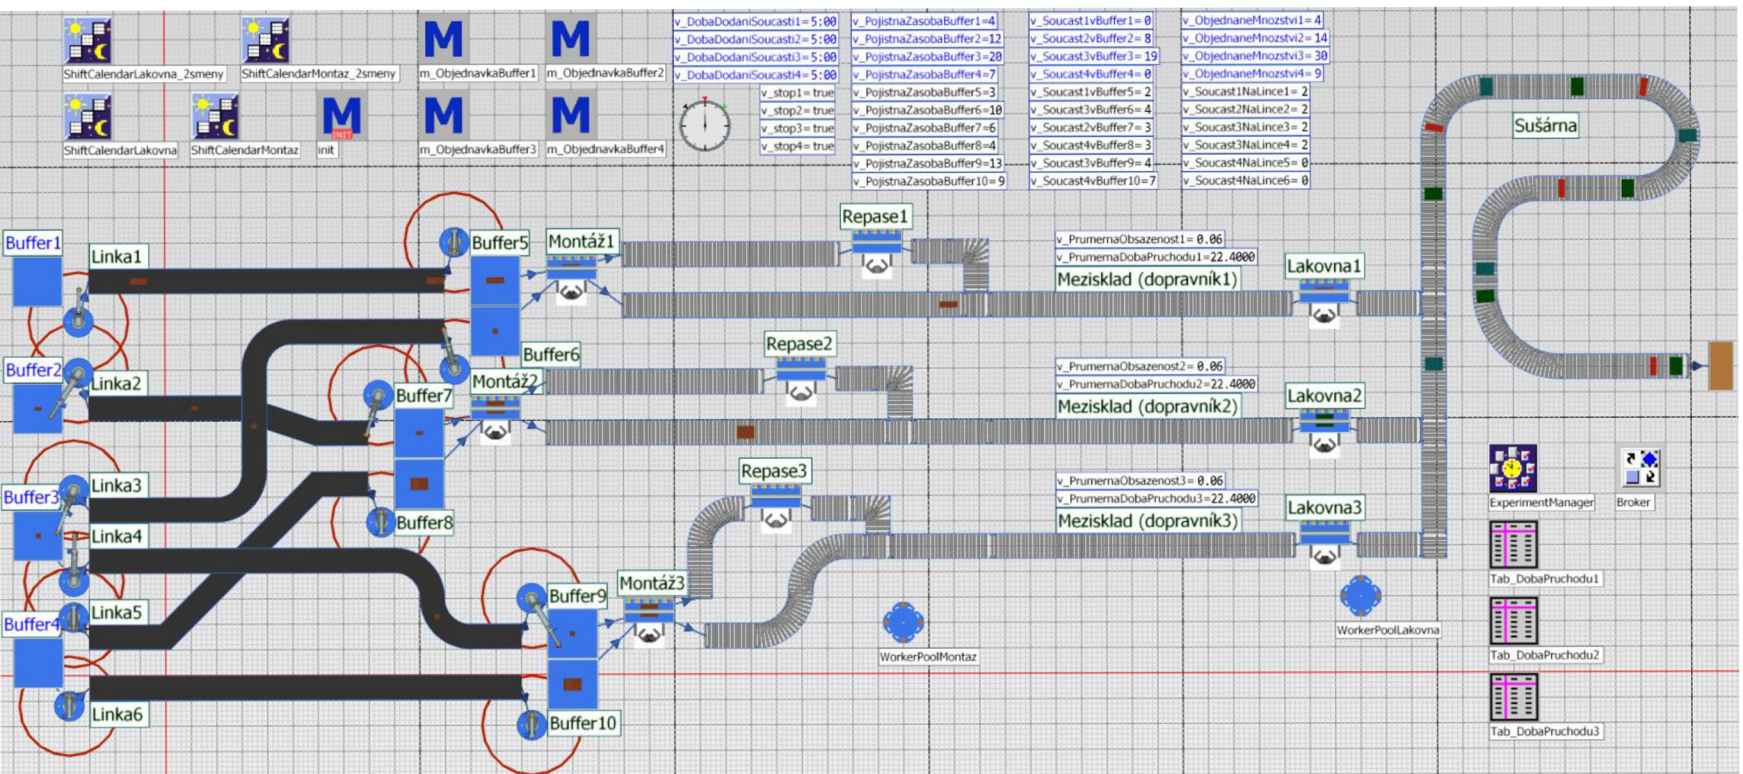 ShiftCalendarLakovna_2smeny
ShiftCalendarMontaz_2smeny
M
m_ObjednavkaBuffer1
M
m_ObjednavkaBuffer2
ShiftCalendarLakovna
ShiftCalendarMontaz
M
INIT
init
M
m_ObjednavkaBuffer3
M
m_ObjednavkaBuffer4
v_DobaDodaniSoucasti1=5:00
v_DobaDodaniSoucasti2=5:00
v_DobaDodaniSoucasti3=5:00
v_DobaDodaniSoucasti4=5:00
v_stop1=true
v_stop2=true
v_stop3=true
v_stop4=true
v_PojistnaZasobaBuffer1=4
v_PojistnaZasobaBuffer2=12
v_PojistnaZasobaBuffer3=20
v_PojistnaZasobaBuffer4=7
v_PojistnaZasobaBuffer5=3
v_PojistnaZasobaBuffer6=10
v_PojistnaZasobaBuffer7=6
v_PojistnaZasobaBuffer8=4
v_PojistnaZasobaBuffer9=13
v_PojistnaZasobaBuffer10=9
v_Soucast1vBuffer1=0
v_Soucast2vBuffer2=8
v_Soucast3vBuffer3=19
v_Soucast4vBuffer4=0
v_Soucast1vBuffer5=2
v_Soucast3vBuffer6=4
v_Soucast2vBuffer7=3
v_Soucast4vBuffer8=3
v_Soucast3vBuffer9=4
v_Soucast4vBuffer10=7
v_ObjednaneMnozstvi1=4
v_ObjednaneMnozstvi2=14
v_ObjednaneMnozstvi3=30
v_ObjednaneMnozstvi4=9
v_Soucast1NaLince1=2
v_Soucast2NaLince2=2
v_Soucast3NaLince3=2
v_Soucast3NaLince4=2
v_Soucast4NaLince5=0
v_Soucast4NaLince6=0
Sušárna
Buffer1
Linka1
Buffer5
Montáž1
Repase1
v_PrumernaObsazenost1=0.06
v_PrumernaDobaPruchodu1=22.4000
Mezisklad (dopravník1)
Lakovna1
Buffer6
Buffer2
Linka2
Buffer7
Montáž2
Repase2
v_PrumernaObsazenost2=0.06
v_PrumernaDobaPruchodu2=22.4000
Mezisklad (dopravník2)
Lakovna2
Buffer3
Linka3
Linka4
Buffer8
Repase3
v_PrumernaObsazenost3=0.06
v_PrumernaDobaPruchodu3=22.4000
Mezisklad (dopravník3)
Lakovna3
ExperimentManager
Broker
Tab_DobaPruchodu1
Buffer4
Linka5
Buffer9
Montáž3
WorkerPoolMontaz
WorkerPoolLakovna
Tab_DobaPruchodu2
Linka6
Buffer10
Tab_DobaPruchodu3